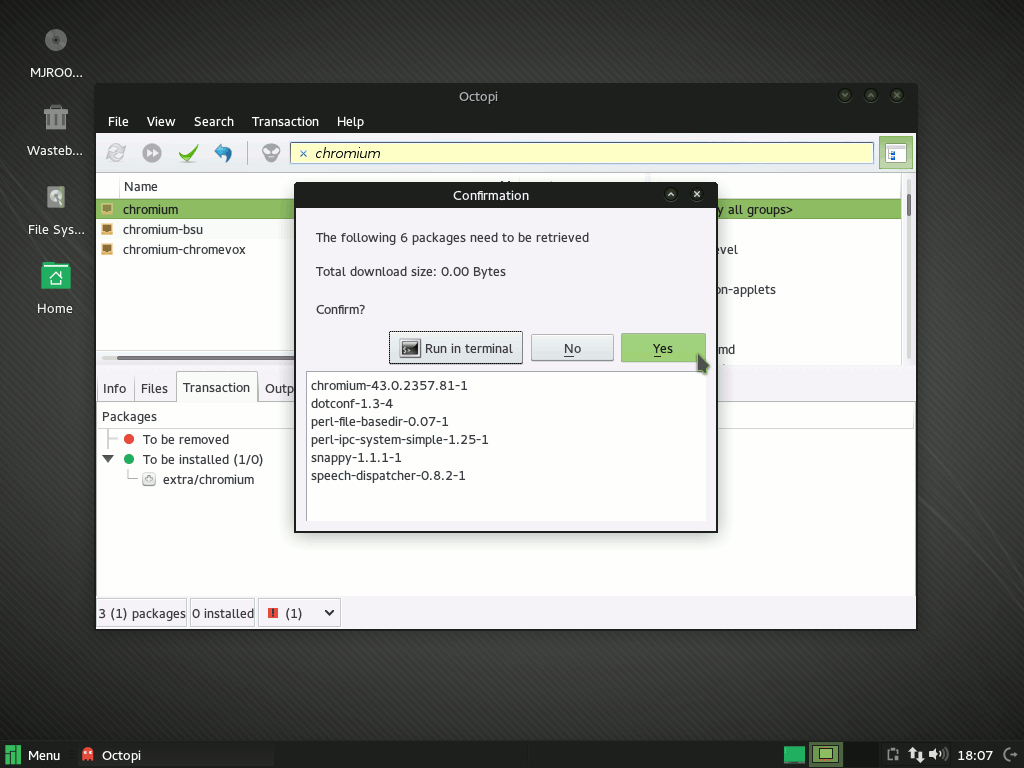 MJRO0...
Wasteb...
File Sys...
Home
Octopi
File View Search Transaction Help
chromium
Name
chromium
chromium-bsu
chromium-chromevox
y all groups>
evel
on-applets
md
Confirmation
The following 6 packages need to be retrieved
Total download size: 0.00 Bytes
Confirm?
Run in terminal No Yes
chromium-43.0.2357.81-1
dotconf-1.3-4
perl-file-basedir-0.07-1
perl-ipc-system-simple-1.25-1
snappy-1.1.1-1
speech-dispatcher-0.8.2-1
Info Files Transaction Outp
Packages
To be removed
To be installed (1/0)
extra/chromium
3 (1) packages 0 installed (1)
Menu Octopi 18:07